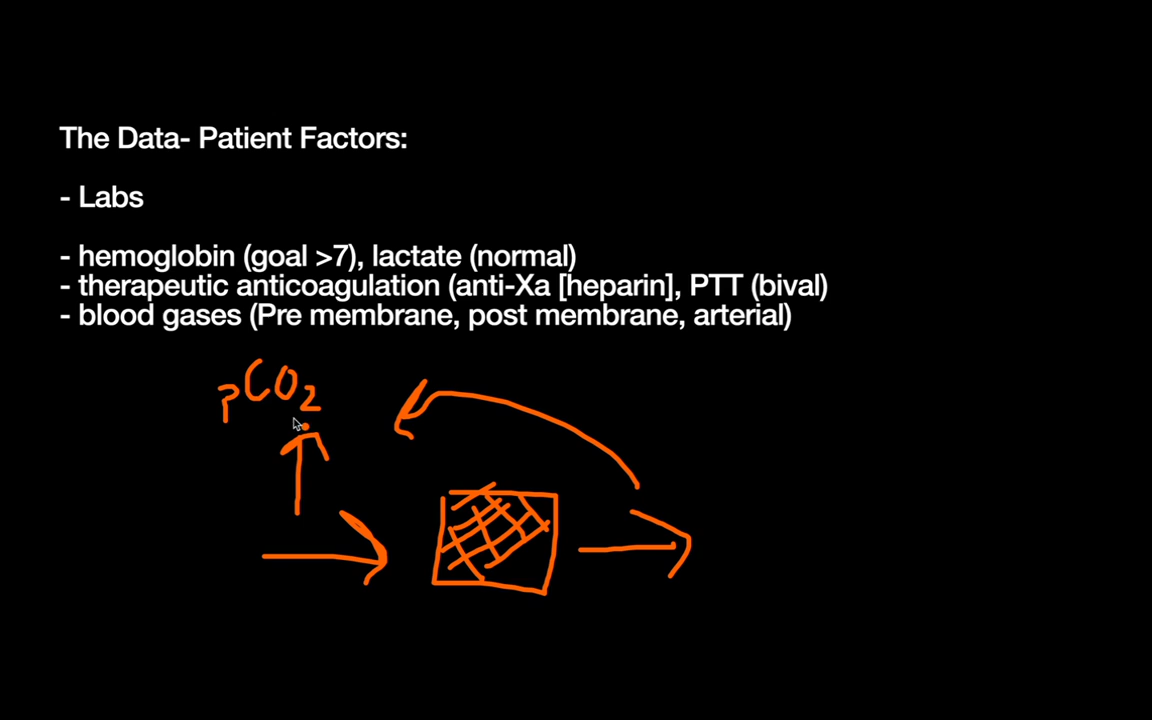 The Data- Patient Factors:
- Labs
- hemoglobin (goal >7), lactate (normal)
- therapeutic anticoagulation (anti-Xa [heparin], PTT (bival)
- blood gases (Pre membrane, post membrane, arterial)
pCO2